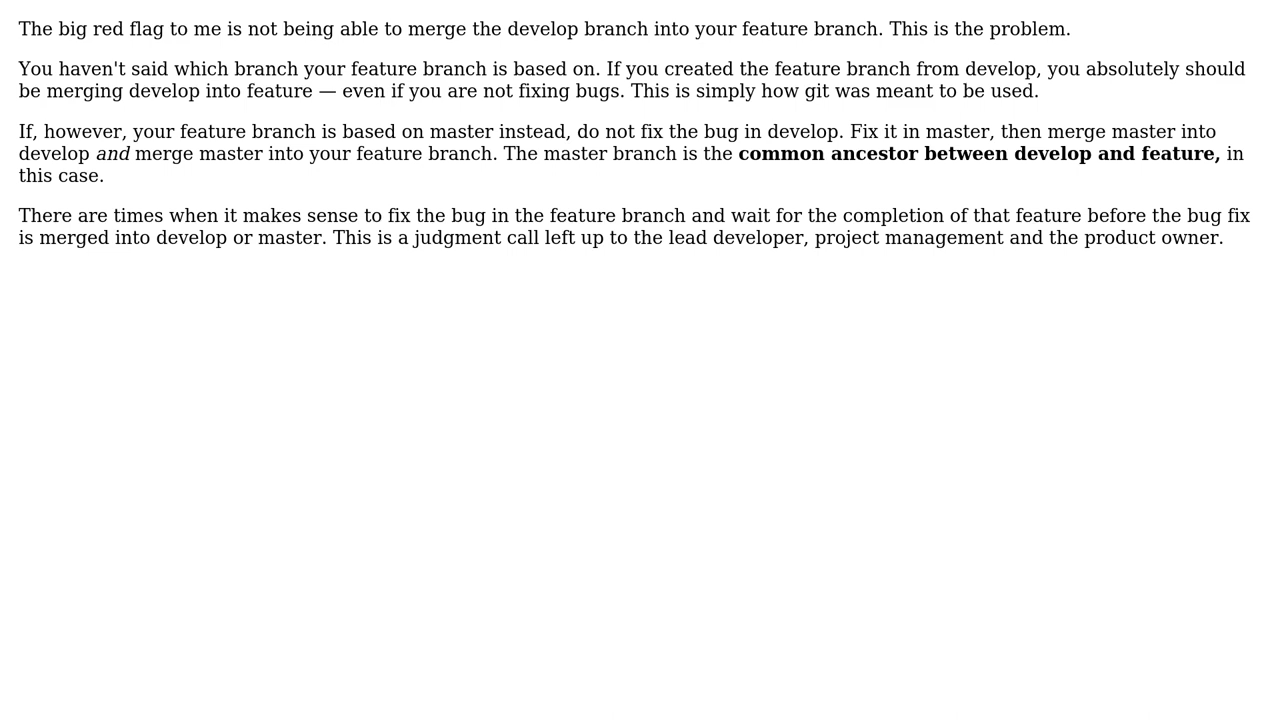 The big red flag to me is not being able to merge the develop branch into your feature branch. This is the problem.
You haven't said which branch your feature branch is based on. If you created the feature branch from develop, you absolutely should
be merging develop into feature — even if you are not fixing bugs. This is simply how git was meant to be used.
If, however, your feature branch is based on master instead, do not fix the bug in develop. Fix it in master, then merge master into
develop and merge master into your feature branch. The master branch is the common ancestor between develop and feature, in
this case.
There are times when it makes sense to fix the bug in the feature branch and wait for the completion of that feature before the bug fix
is merged into develop or master. This is a judgment call left up to the lead developer, project management and the product owner.